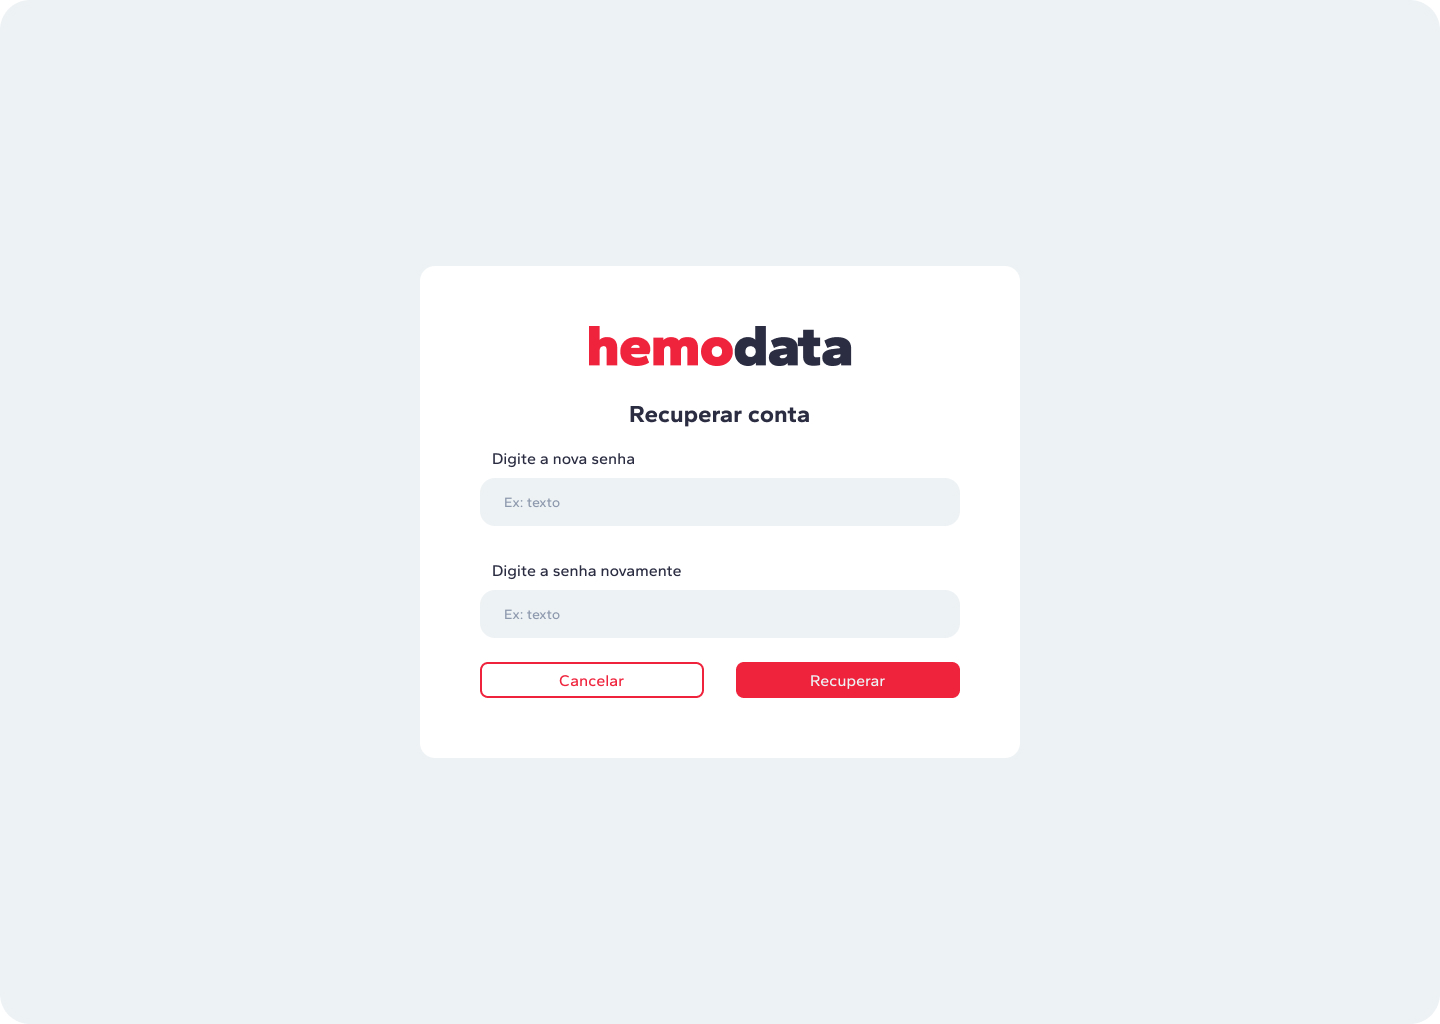 hemodata
Recuperar conta
Digite a nova senha
Ex: texto
Digite a senha novamente
Ex: texto
Cancelar
Recuperar